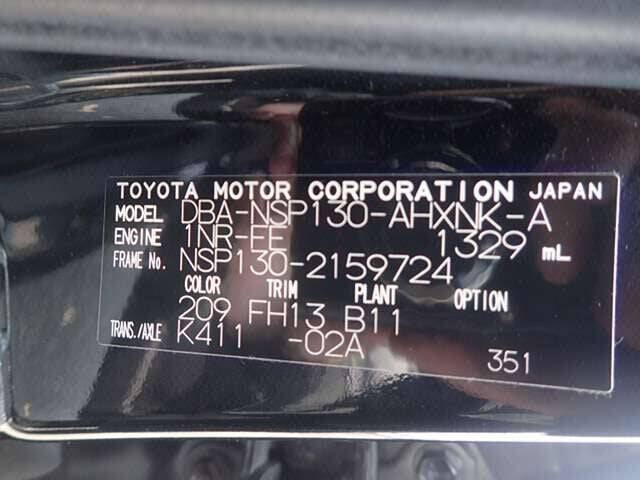 TOYOTA MOTOR CORPORATION JAPAN
MODEL DBA-NSP130-AHXNK-A
ENGINE 1NR-FE 1329 mL
FRAME No. NSP130-2159724
COLOR TRIM PLANT OPTION
209 FH13 B11
TRANS./AXLE K411 -02A 351